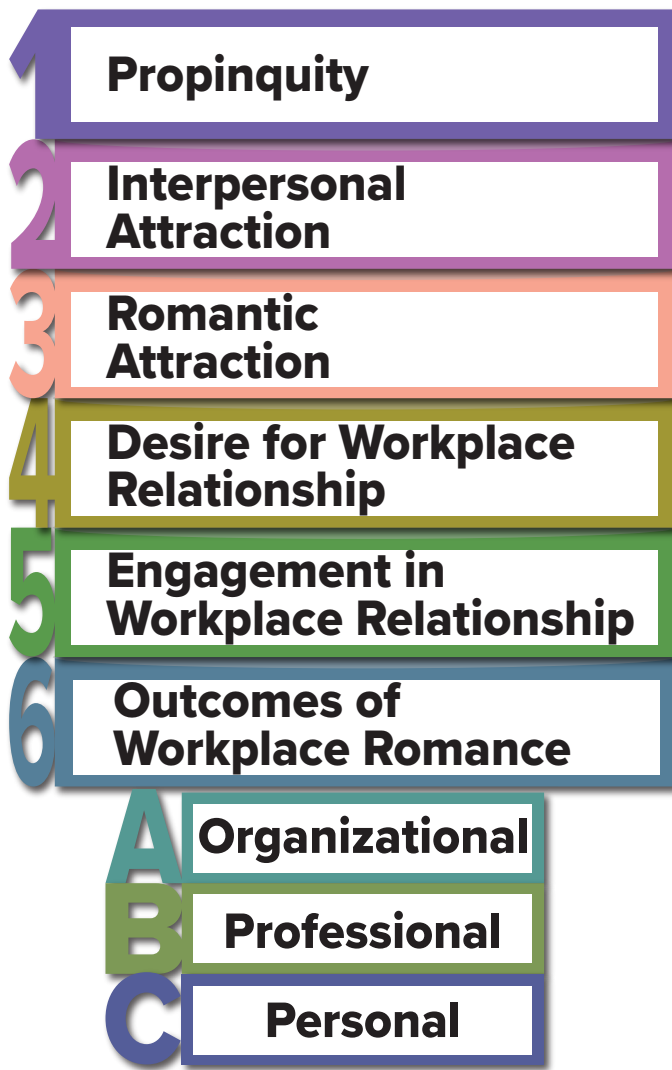 1 Propinquity
2 Interpersonal
Attraction
3 Romantic
Attraction
4 Desire for Workplace
Relationship
5 Engagement in
Workplace Relationship
6 Outcomes of
Workplace Romance
A Organizational
B Professional
C Personal